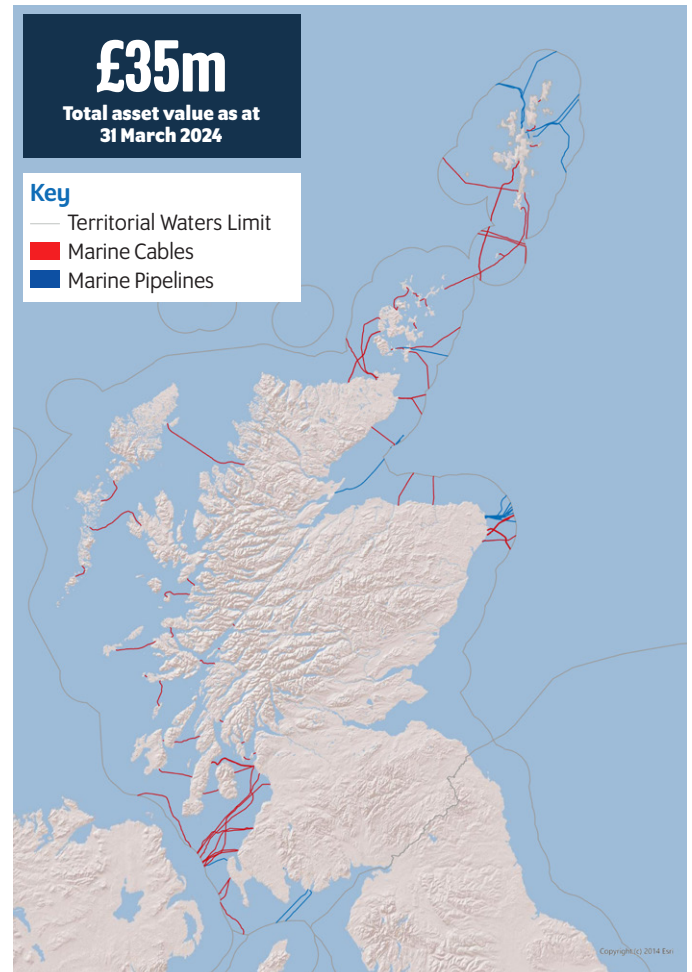 £35m
Total asset value as at
31 March 2024
Key
Territorial Waters Limit
Marine Cables
Marine Pipelines
Copyright:(c) 2014 Esri